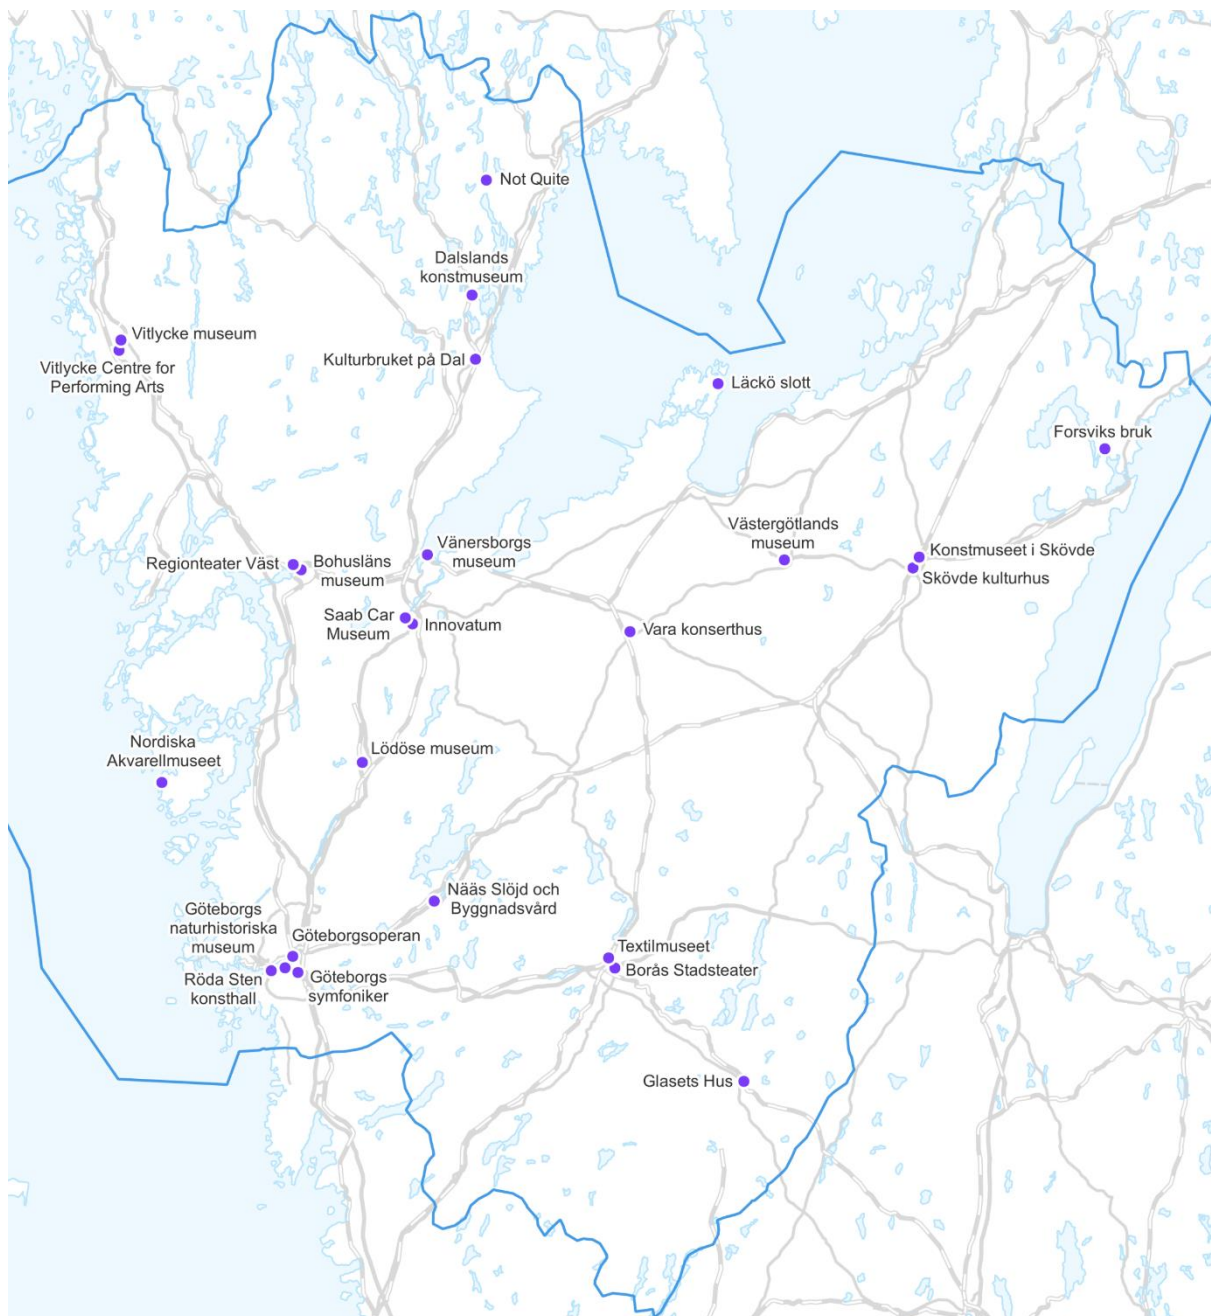 Not Quite
Dalslands
konstmuseum
Vitlycke museum
Vitlycke Centre for
Performing Arts
Kulturbruket på Dal
Läckö slott
Forsviks bruk
Västergötlands
museum
Konstmuseet i Skövde
Skövde kulturhus
Vänersborgs
museum
Regionteater Väst
Bohusläns
museum
Saab Car
Museum
Innovatum
Vara konserthus
Nordiska
Akvarellmuseet
Lödöse museum
Nääs Slöjd och
Byggnadsvård
Göteborgs
naturhistoriska
museum
Göteborgsoperan
Röda Sten
konsthall
Göteborgs
symfoniker
Textilmuseet
Borås Stadsteater
Glasets Hus